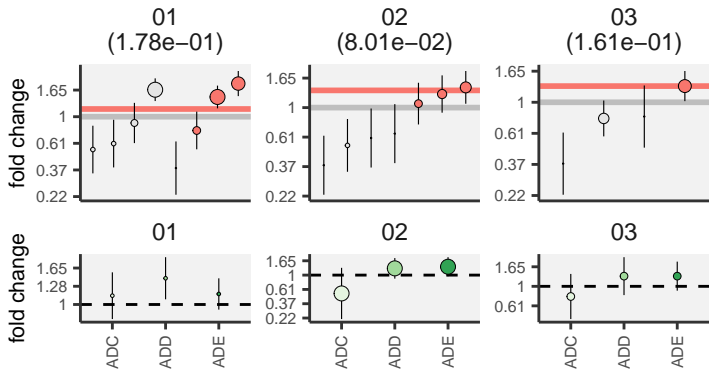 01
(1.78e−01)
02
(8.01e−02)
03
(1.61e−01)
fold change
1.65
1
0.61
0.37
0.22
1.65
1
0.61
0.37
0.22
1.65
1
0.61
0.37
0.22
01
02
03
fold change
1.65
1.28
1
1.65
1
0.61
0.37
0.22
1.65
1
0.61
ADC
ADD
ADE
ADC
ADD
ADE
ADC
ADD
ADE